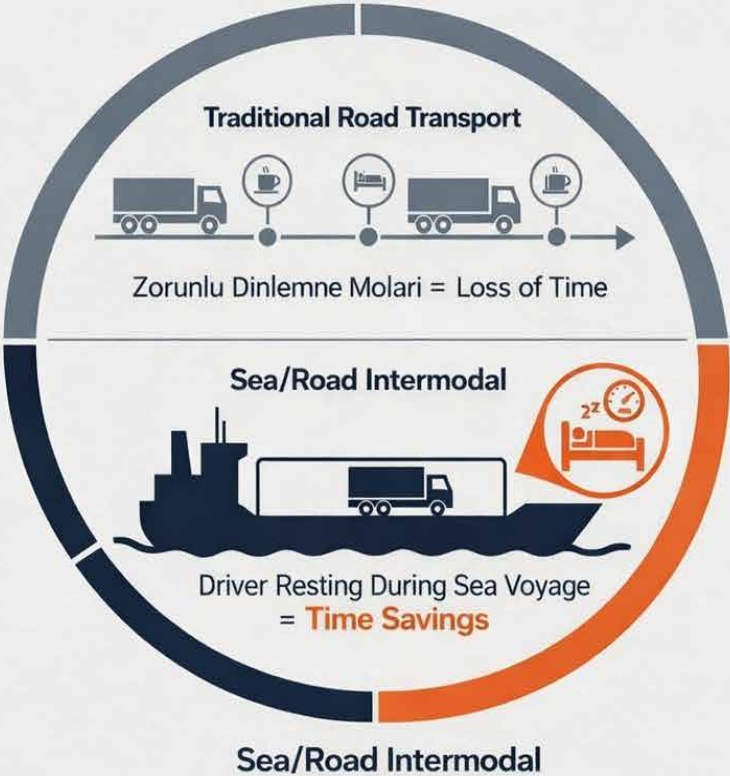 Traditional Road Transport
Zorunlu Dinlemne Molari = Loss of Time
Sea/Road Intermodal
zZ
Driver Resting During Sea Voyage
= Time Savings
Sea/Road Intermodal